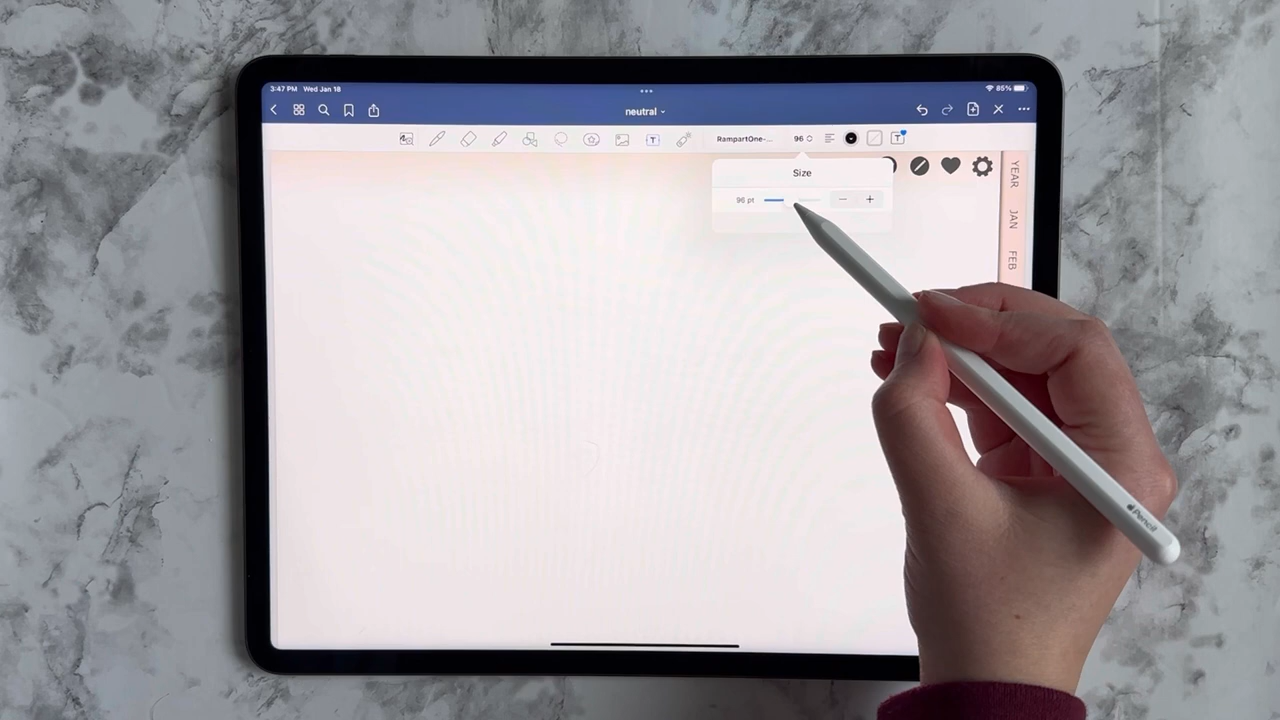 3:47 PM Wed Jan 18
85%
neutral
T
RampartOne-...
96
T
Size
96 pt
YEAR
JAN
FEB
Pencil